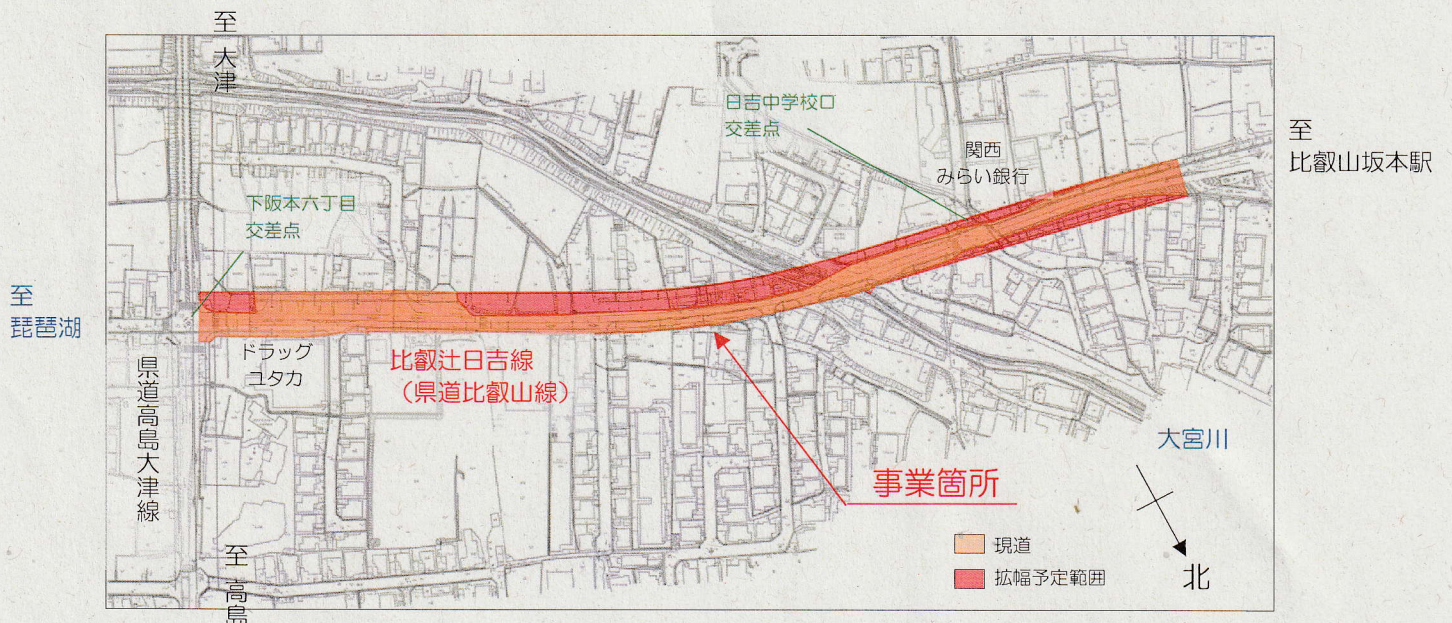 至 大津
日吉中学校口
交差点
関西
みらい銀行
至
比叡山坂本駅
下阪本六丁目
交差点
至
琵琶湖
ドラッグ
ユタカ
比叡辻日吉線
（県道比叡山線）
県道高島大津線
大宮川
事業箇所
現道
拡幅予定範囲
北
至 高島